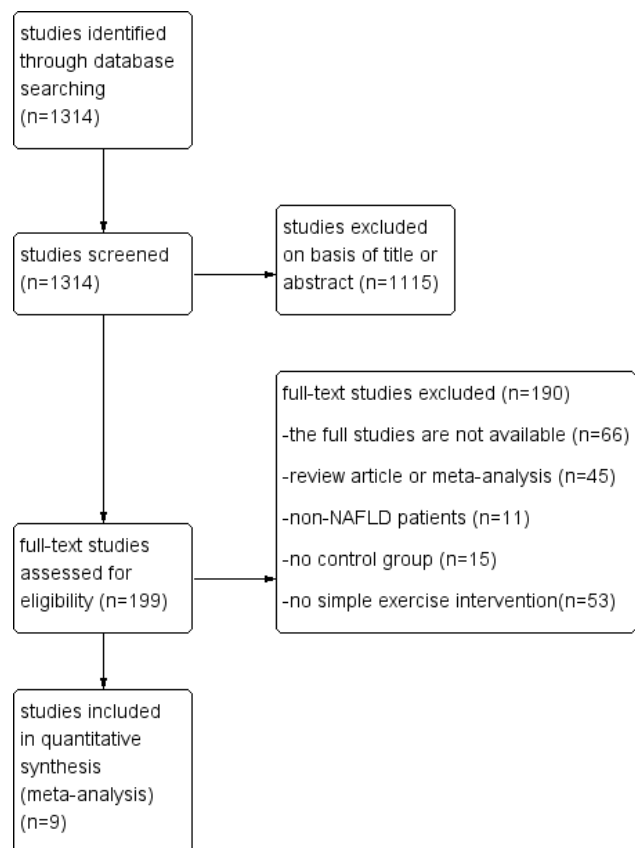 studies identified
through database
searching
(n=1314)
studies screened
(n=1314)
studies excluded
on basis of title or
abstract (n=1115)
full-text studies excluded (n=190)
-the full studies are not available (n=66)
-review article or meta-analysis (n=45)
-non-NAFLD patients (n=11)
-no control group (n=15)
-no simple exercise intervention(n=53)
full-text studies
assessed for
eligibility (n=199)
studies included
in quantitative
synthesis
(meta-analysis)
(n=9)